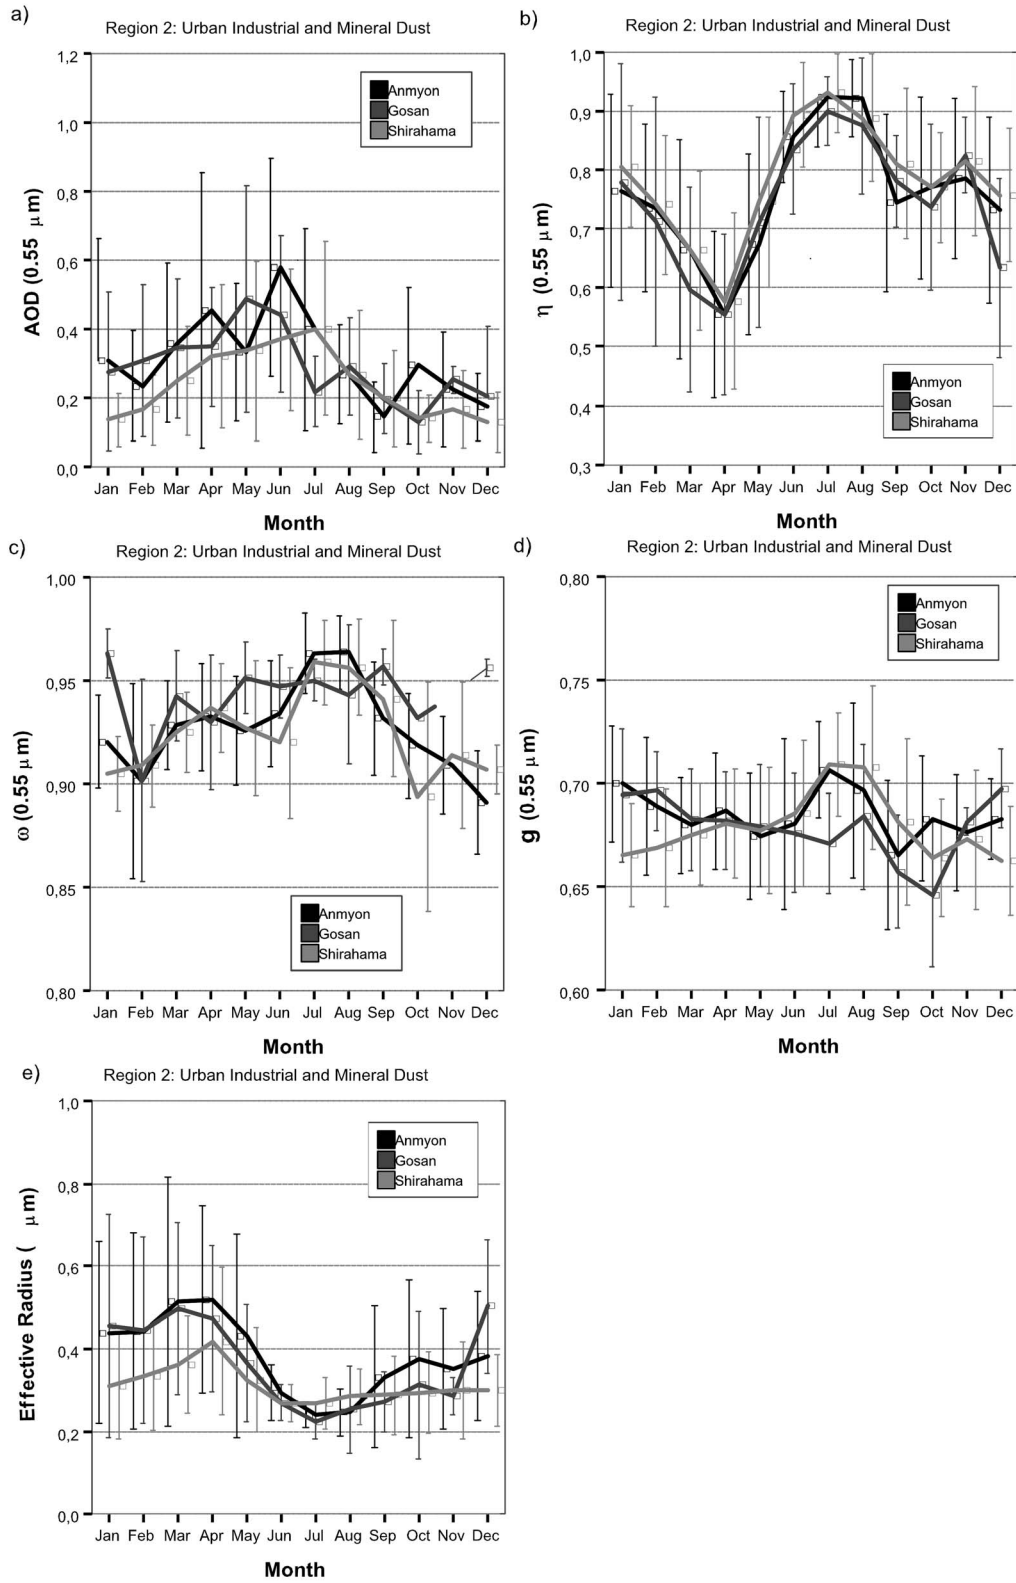 a)
Region 2: Urban Industrial and Mineral Dust
1,2
1,0
0,8
0,6
0,4
0,2
0,0
AOD (0.55 μm)
Anmyon
Gosan
Shirahama
Jan Feb Mar Apr May Jun Jul Aug Sep Oct Nov Dec
Month
b)
Region 2: Urban Industrial and Mineral Dust
1,0
0,9
0,8
0,7
0,6
0,5
0,4
0,3
η (0.55 μm)
Anmyon
Gosan
Shirahama
Jan Feb Mar Apr May Jun Jul Aug Sep Oct Nov Dec
Month
c)
Region 2: Urban Industrial and Mineral Dust
1,00
0,95
0,90
0,85
0,80
ω (0.55 μm)
Anmyon
Gosan
Shirahama
Jan Feb Mar Apr May Jun Jul Aug Sep Oct Nov Dec
Month
d)
Region 2: Urban Industrial and Mineral Dust
0,80
0,75
0,70
0,65
0,60
g (0.55 μm)
Anmyon
Gosan
Shirahama
Jan Feb Mar Apr May Jun Jul Aug Sep Oct Nov Dec
Month
e)
Region 2: Urban Industrial and Mineral Dust
1,0
0,8
0,6
0,4
0,2
0,0
Effective Radius ( μm)
Anmyon
Gosan
Shirahama
Jan Feb Mar Apr May Jun Jul Aug Sep Oct Nov Dec
Month